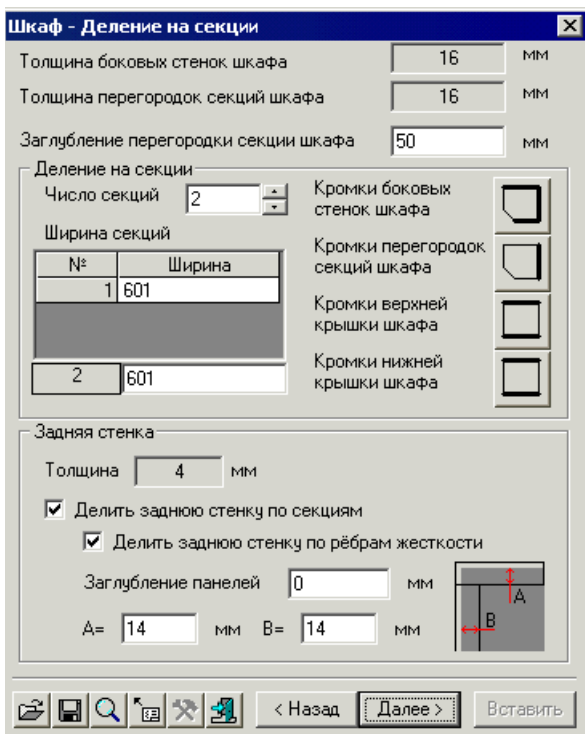 Шкаф - Деление на секции
Толщина боковых стенок шкафа 16 мм
Толщина перегородок секций шкафа 16 мм
Заглубление перегородки секции шкафа 50 мм
Деление на секции
Число секций 2
Кромки боковых
стенок шкафа
Ширина секций
Кромки перегородок
секций шкафа
№ Ширина
1 601
Кромки верхней
крышки шкафа
Кромки нижней
крышки шкафа
2 601
Задняя стенка
Толщина 4 мм
Делить заднюю стенку по секциям
Делить заднюю стенку по рёбрам жесткости
Заглубление панелей 0 мм
A= 14 мм B= 14 мм
A
B
< Назад Далее > Вставить